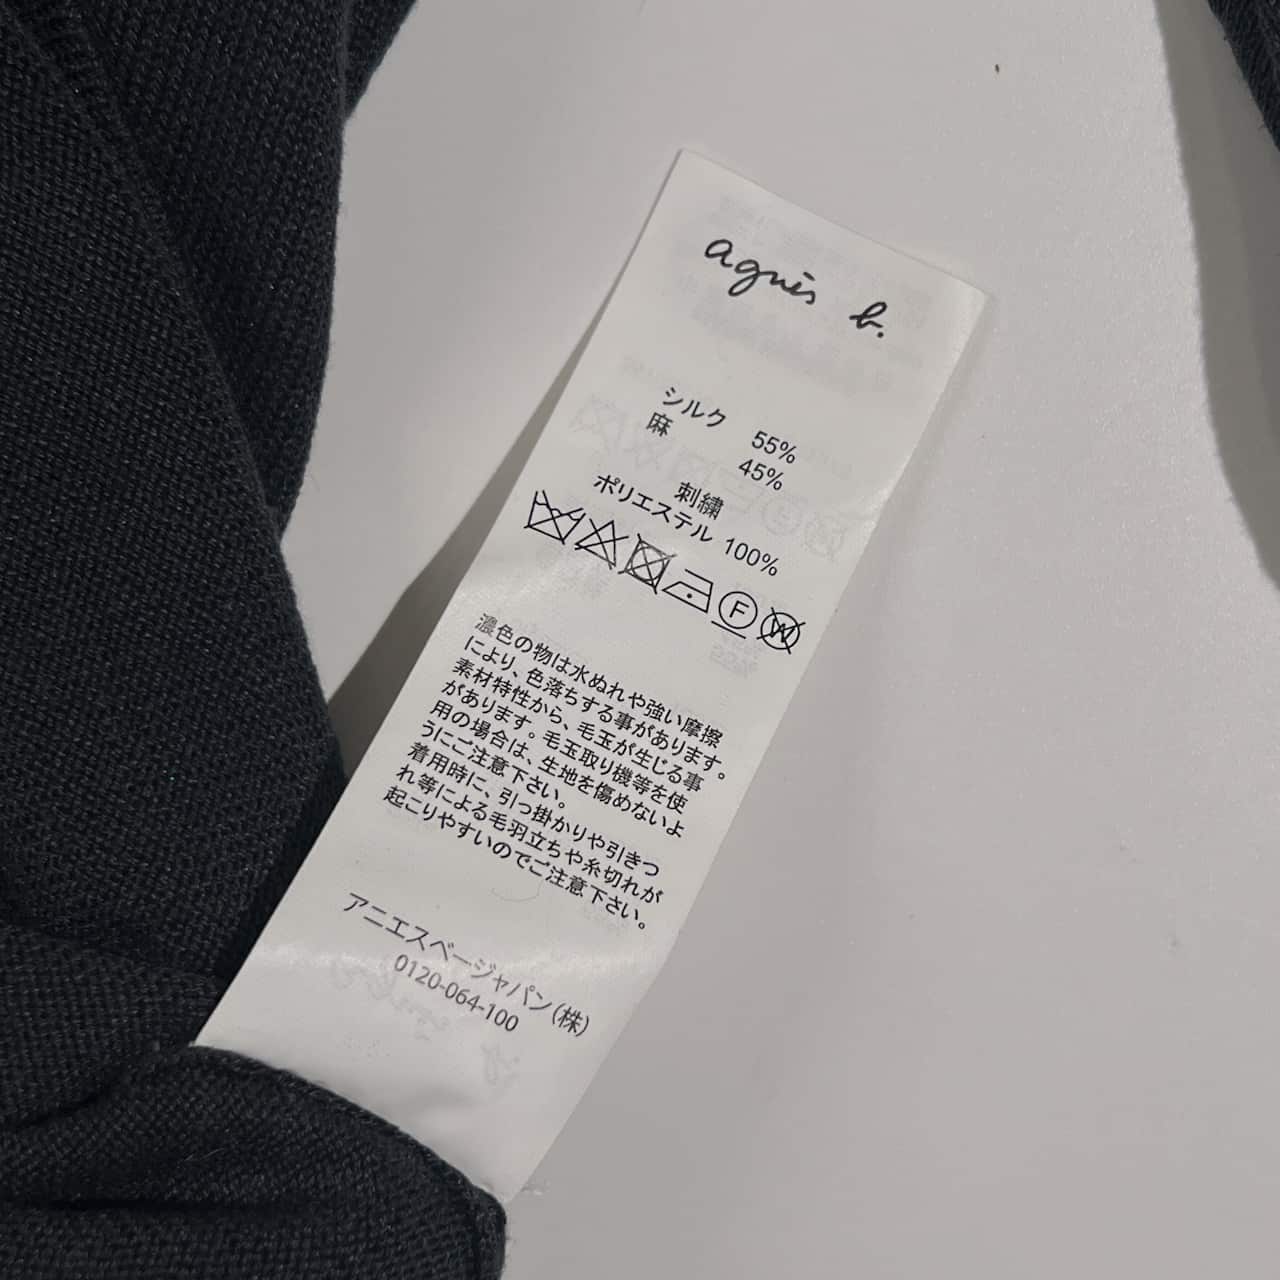 agnès b.
シルク 55%
麻 45%
刺繍
ポリエステル 100%
F W
濃色の物は水ぬれや強い摩擦
により、色落ちする事があります。
素材特性から、毛玉が生じる事
があります。毛玉取り機等を使
用の場合は、生地を傷めないよ
うにご注意下さい。
着用時に、引っ掛かりや引きつ
れ等による毛羽立ちや糸切れが
起こりやすいのでご注意下さい。
アニエスベージャパン(株)
0120-064-100